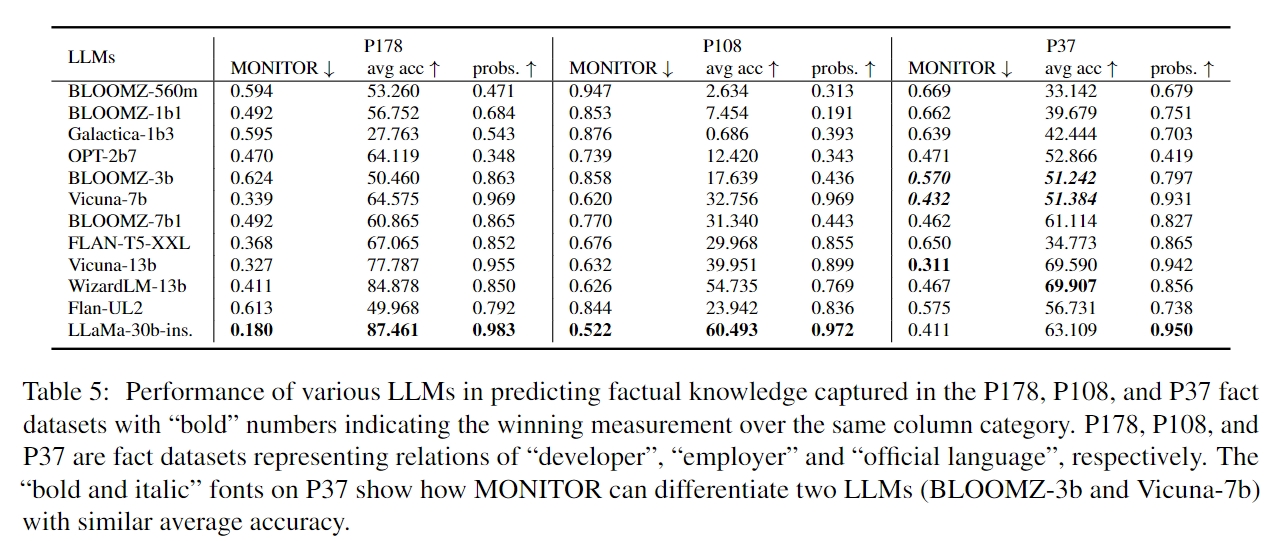 LLMs P178 P108 P37
MONITOR ↓ avg acc ↑ probs. ↑ MONITOR ↓ avg acc ↑ probs. ↑ MONITOR ↓ avg acc ↑ probs. ↑
BLOOMZ-560m 0.594 53.260 0.471 0.947 2.634 0.313 0.669 33.142 0.679
BLOOMZ-1b1 0.492 56.752 0.684 0.853 7.454 0.191 0.662 39.679 0.751
Galactica-1b3 0.595 27.763 0.543 0.876 0.686 0.393 0.639 42.444 0.703
OPT-2b7 0.470 64.119 0.348 0.739 12.420 0.343 0.471 52.866 0.419
BLOOMZ-3b 0.624 50.460 0.863 0.858 17.639 0.436 0.570 51.242 0.797
Vicuna-7b 0.339 64.575 0.969 0.620 32.756 0.969 0.432 51.384 0.931
BLOOMZ-7b1 0.492 60.865 0.865 0.770 31.340 0.443 0.462 61.114 0.827
FLAN-T5-XXL 0.368 67.065 0.852 0.676 29.968 0.855 0.650 34.773 0.865
Vicuna-13b 0.327 77.787 0.955 0.632 39.951 0.899 0.311 69.590 0.942
WizardLM-13b 0.411 84.878 0.850 0.626 54.735 0.769 0.467 69.907 0.856
Flan-UL2 0.613 49.968 0.792 0.844 23.942 0.836 0.575 56.731 0.738
LLaMa-30b-ins. 0.180 87.461 0.983 0.522 60.493 0.972 0.411 63.109 0.950
Table 5: Performance of various LLMs in predicting factual knowledge captured in the P178, P108, and P37 fact
datasets with “bold” numbers indicating the winning measurement over the same column category. P178, P108, and
P37 are fact datasets representing relations of “developer”, “employer” and “official language”, respectively. The
“bold and italic” fonts on P37 show how MONITOR can differentiate two LLMs (BLOOMZ-3b and Vicuna-7b)
with similar average accuracy.